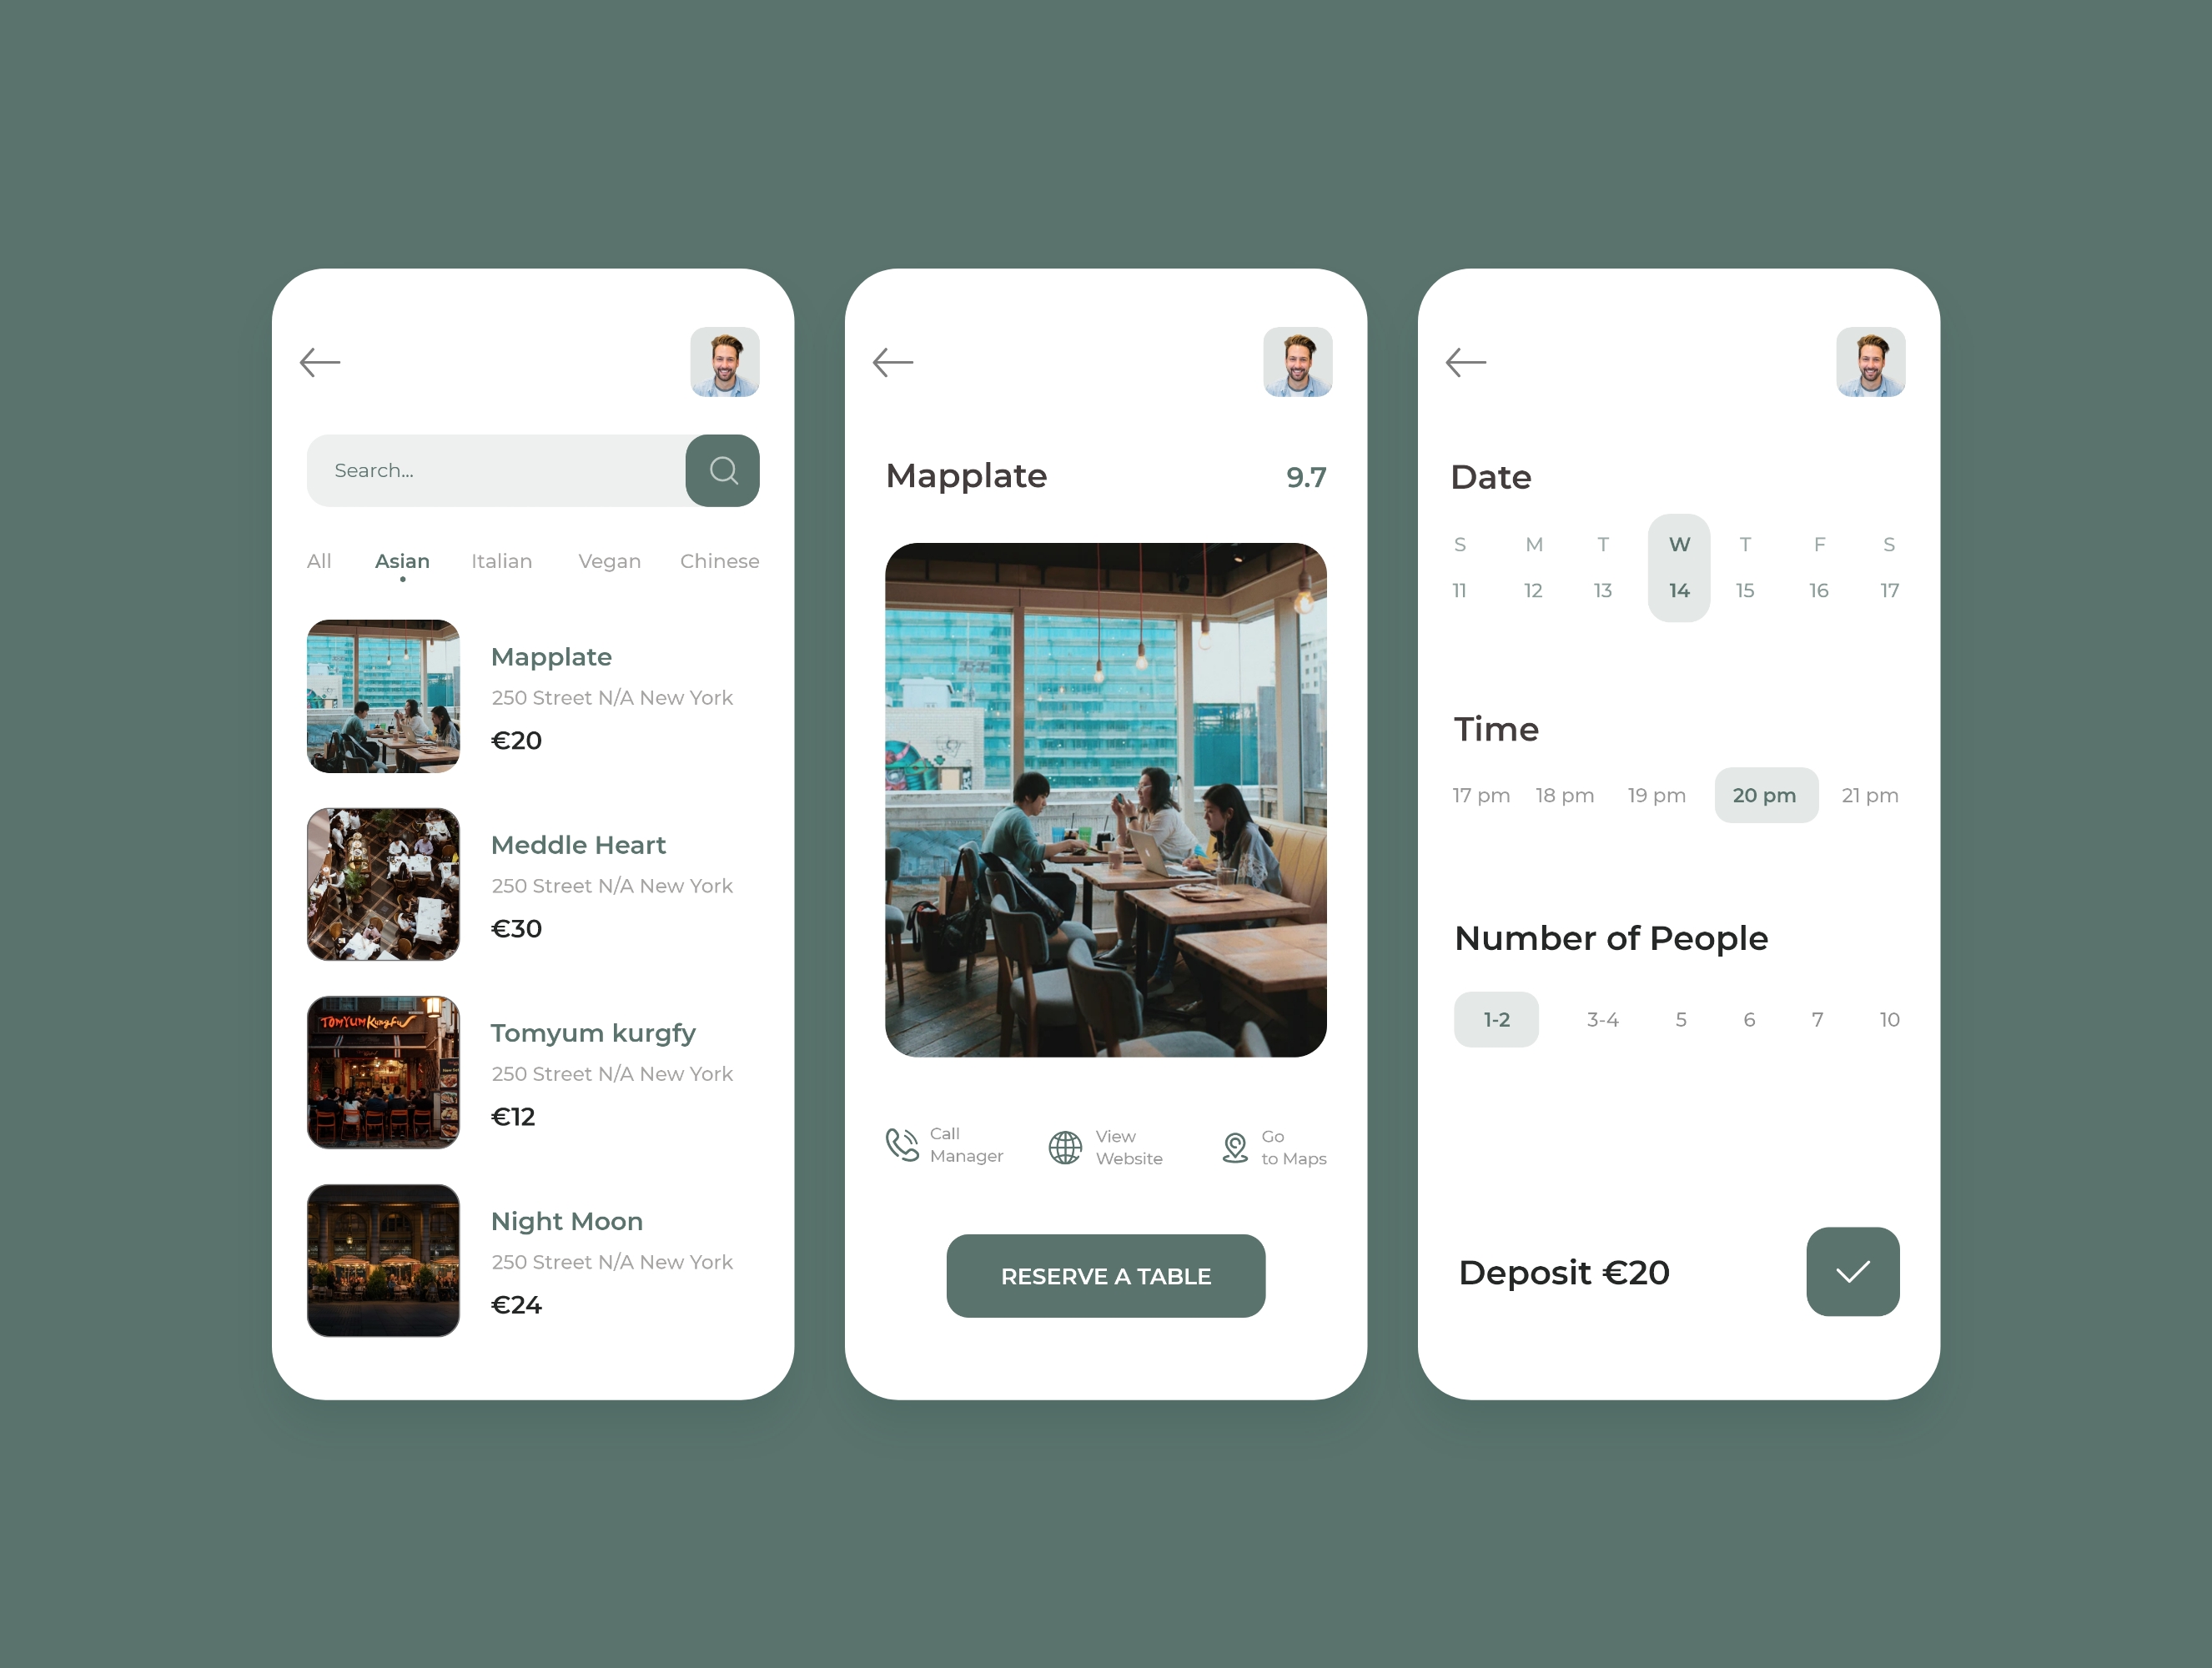 Search...
All Asian Italian Vegan Chinese
Mapplate
250 Street N/A New York
€20
Meddle Heart
250 Street N/A New York
€30
TOMYUM Kungfu
Tomyum kurgfy
250 Street N/A New York
€12
Night Moon
250 Street N/A New York
€24
Mapplate 9.7
Call
Manager
View
Website
Go
to Maps
RESERVE A TABLE
Date
S M T W T F S
11 12 13 14 15 16 17
Time
17 pm 18 pm 19 pm 20 pm 21 pm
Number of People
1-2 3-4 5 6 7 10
Deposit €20